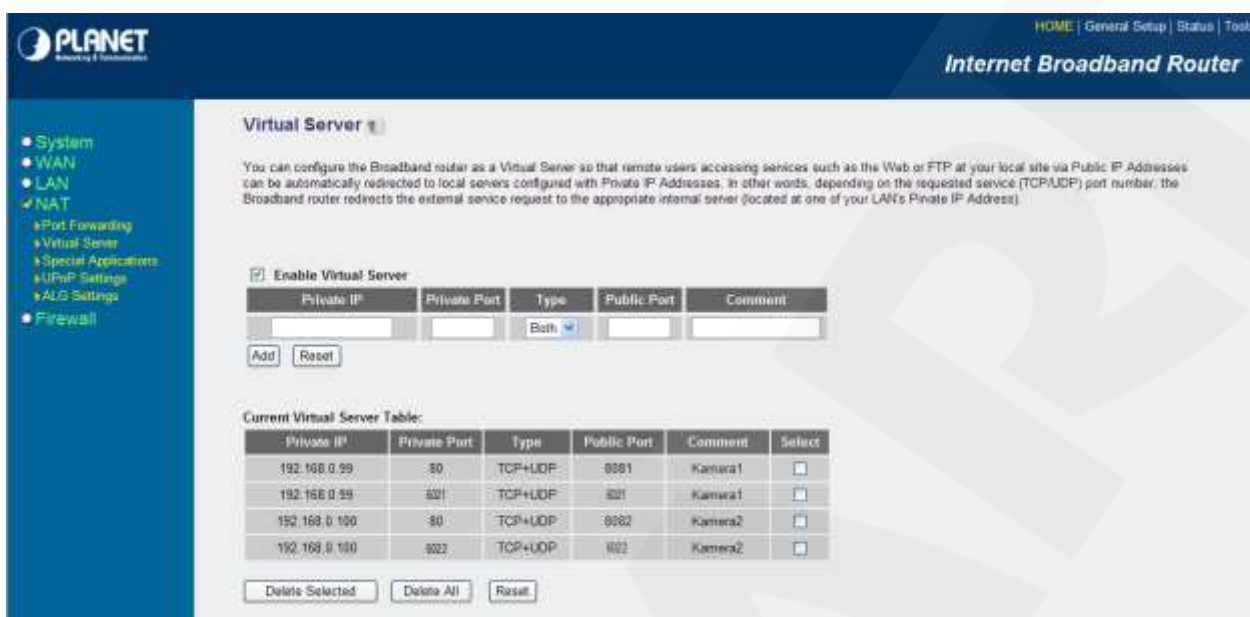 PLANET
Networking & Communication
HOME | General Setup | Status | Tools
Internet Broadband Router
System
WAN
LAN
NAT
Port Forwarding
Virtual Server
Special Applications
UPnP Settings
ALG Settings
Firewall
Virtual Server
You can configure the Broadband router as a Virtual Server so that remote users accessing services such as the Web or FTP at your local site via Public IP Addresses
can be automatically redirected to local servers configured with Private IP Addresses. In other words, depending on the requested service (TCP/UDP) port number, the
Broadband router redirects the external service request to the appropriate internal server (located at one of your LAN's Private IP Address).
Enable Virtual Server
Private IP Private Port Type Public Port Comment
Both
Add Reset
Current Virtual Server Table:
Private IP Private Port Type Public Port Comment Select
192.168.0.99 80 TCP+UDP 8081 Kamera1
192.168.0.99 6021 TCP+UDP 6021 Kamera1
192.168.0.100 80 TCP+UDP 8082 Kamera2
192.168.0.100 6022 TCP+UDP 6022 Kamera2
Delete Selected Delete All Reset